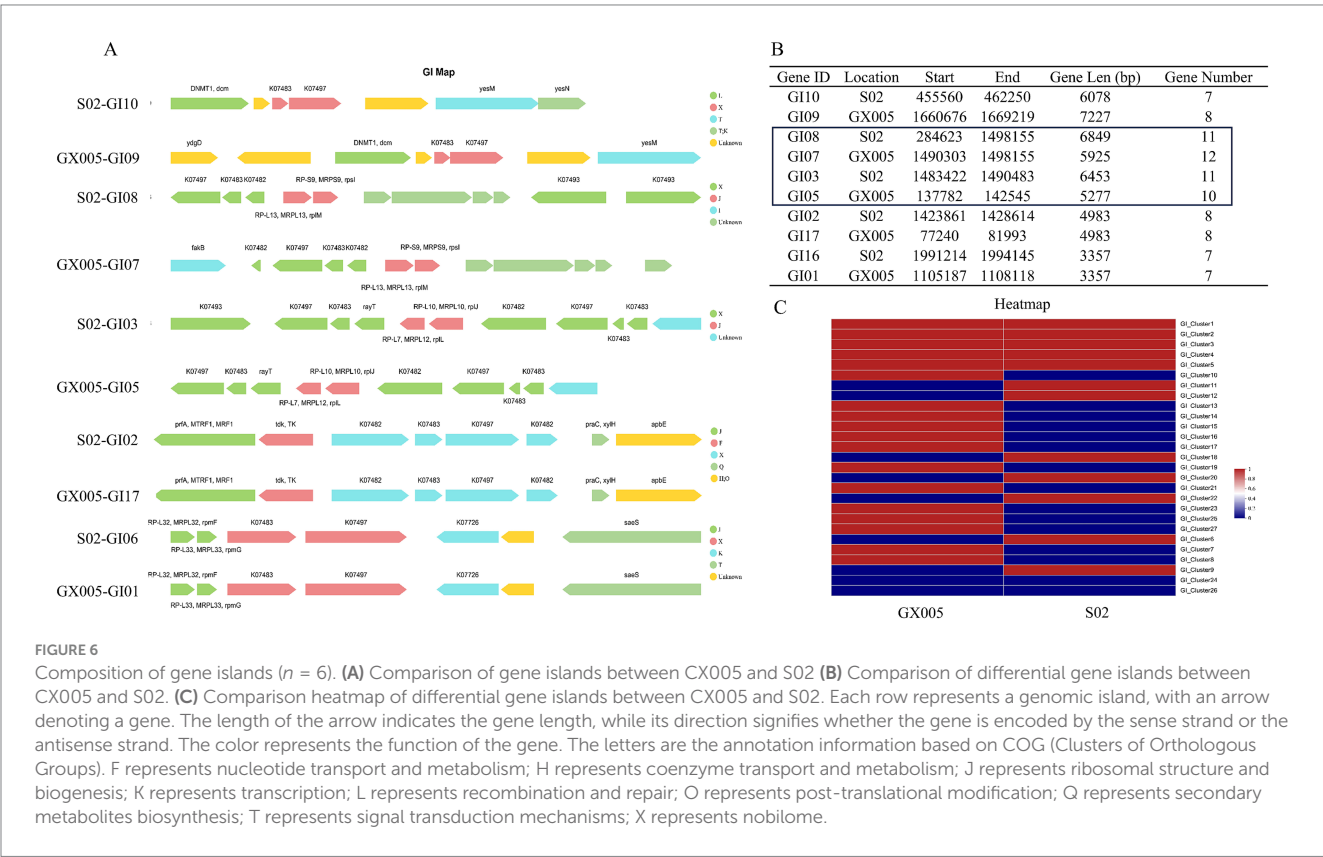 A
GI Map
DNMT1, dcm K07483 K07497 yesM yesN
S02-GI10
L
X
T
T;K
Unknown
ydgD DNMT1, dcm K07483 K07497 yesM
GX005-GI09
K07497 K07483 K07482 RP-S9, MRPS9, rpsI K07493 K07493
S02-GI08
RP-L13, MRPL13, rplM
X
J
I
Unknown
fakB K07482 K07497 K07483 K07482 RP-S9, MRPS9, rpsI
GX005-GI07
RP-L13, MRPL13, rplM
K07493 K07497 K07483 rayT RP-L10, MRPL10, rplJ K07482 K07497 K07483
S02-GI03
RP-L7, MRPL12, rplL K07483
X
J
Unknown
K07497 K07483 rayT RP-L10, MRPL10, rplJ K07482 K07497 K07483
GX005-GI05
RP-L7, MRPL12, rplL K07483
prfA, MTRF1, MRF1 tdk, TK K07482 K07483 K07497 K07482 praC, xylH apbE
S02-GI02
J
F
X
Q
H;O
prfA, MTRF1, MRF1 tdk, TK K07482 K07483 K07497 K07482 praC, xylH apbE
GX005-GI17
RP-L32, MRPL32, rpmF K07483 K07497 K07726 saeS
S02-GI06
RP-L33, MRPL33, rpmG
J
X
K
T
Unknown
RP-L32, MRPL32, rpmF K07483 K07497 K07726 saeS
GX005-GI01
RP-L33, MRPL33, rpmG
B
Gene ID Location Start End Gene Len (bp) Gene Number
GI10 S02 455560 462250 6078 7
GI09 GX005 1660676 1669219 7227 8
GI08 S02 284623 1498155 6849 11
GI07 GX005 1490303 1498155 5925 12
GI03 S02 1483422 1490483 6453 11
GI05 GX005 137782 142545 5277 10
GI02 S02 1423861 1428614 4983 8
GI17 GX005 77240 81993 4983 8
GI16 S02 1991214 1994145 3357 7
GI01 GX005 1105187 1108118 3357 7
C
Heatmap
GI_Cluster1
GI_Cluster2
GI_Cluster3
GI_Cluster4
GI_Cluster5
GI_Cluster10
GI_Cluster11
GI_Cluster12
GI_Cluster13
GI_Cluster14
GI_Cluster15
GI_Cluster16
GI_Cluster17
GI_Cluster18
GI_Cluster19
GI_Cluster20
GI_Cluster21
GI_Cluster22
GI_Cluster23
GI_Cluster25
GI_Cluster27
GI_Cluster6
GI_Cluster7
GI_Cluster8
GI_Cluster9
GI_Cluster24
GI_Cluster26
1
0.8
0.6
0.4
0.2
0
GX005 S02
FIGURE 6
Composition of gene islands (n = 6). (A) Comparison of gene islands between CX005 and S02 (B) Comparison of differential gene islands between
CX005 and S02. (C) Comparison heatmap of differential gene islands between CX005 and S02. Each row represents a genomic island, with an arrow
denoting a gene. The length of the arrow indicates the gene length, while its direction signifies whether the gene is encoded by the sense strand or the
antisense strand. The color represents the function of the gene. The letters are the annotation information based on COG (Clusters of Orthologous
Groups). F represents nucleotide transport and metabolism; H represents coenzyme transport and metabolism; J represents ribosomal structure and
biogenesis; K represents transcription; L represents recombination and repair; O represents post-translational modification; Q represents secondary
metabolites biosynthesis; T represents signal transduction mechanisms; X represents nobilome.